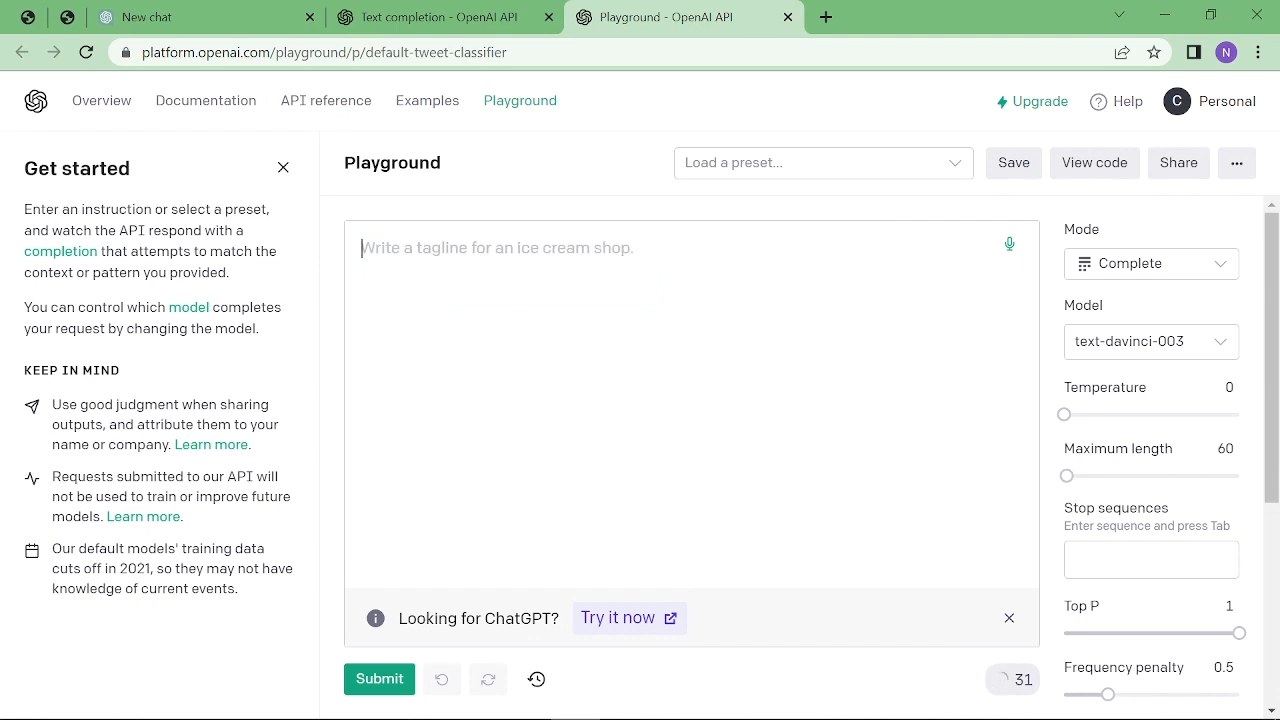 New chat
Text completion - OpenAI API
Playground - OpenAI API
platform.openai.com/playground/p/default-tweet-classifier
N
Overview
Documentation
API reference
Examples
Playground
Upgrade
Help
C
Personal
Get started
Enter an instruction or select a preset,
and watch the API respond with a
completion that attempts to match the
context or pattern you provided.
You can control which model completes
your request by changing the model.
KEEP IN MIND
Use good judgment when sharing
outputs, and attribute them to your
name or company. Learn more.
Requests submitted to our API will
not be used to train or improve future
models. Learn more.
Our default models' training data
cuts off in 2021, so they may not have
knowledge of current events.
Playground
Load a preset...
Save
View code
Share
Write a tagline for an ice cream shop.
Looking for ChatGPT?
Try it now
Submit
31
Mode
Complete
Model
text-davinci-003
Temperature 0
Maximum length 60
Stop sequences
Enter sequence and press Tab
Top P 1
Frequency penalty 0.5